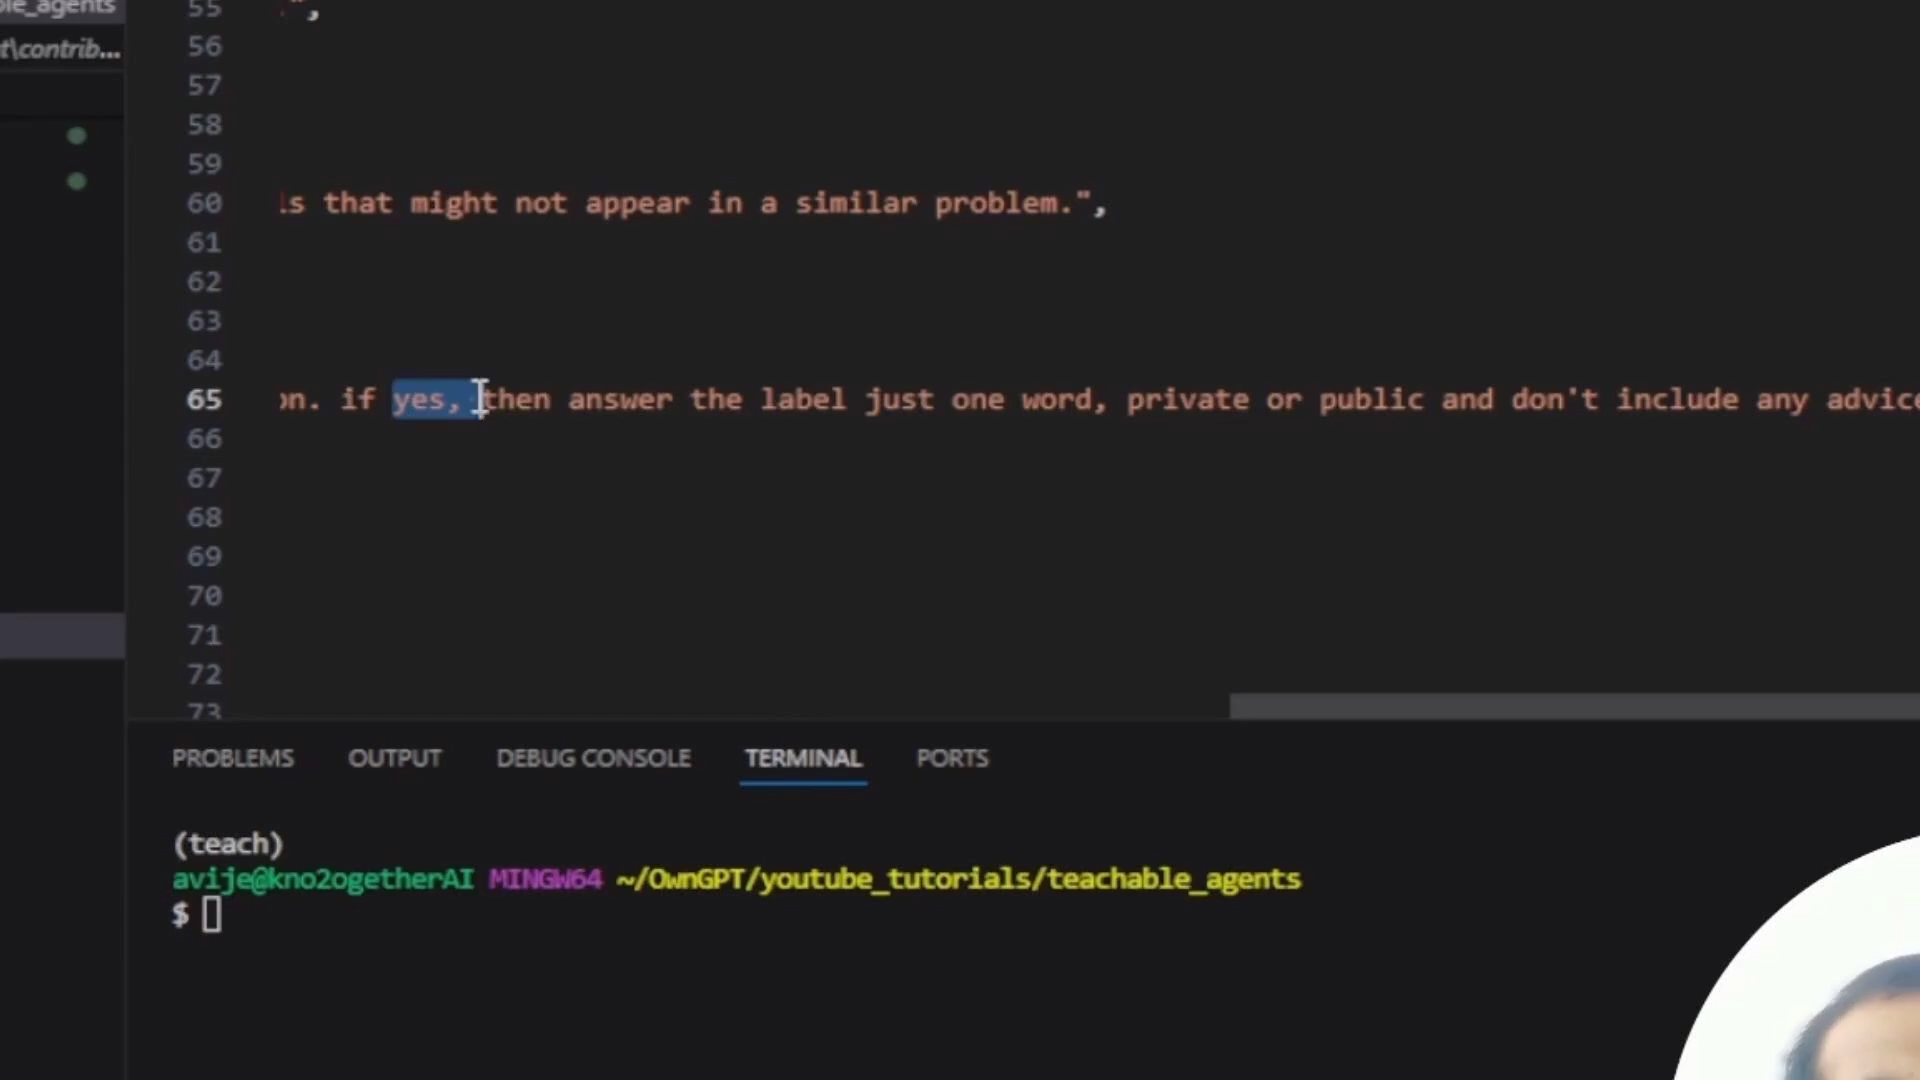 ble_agents
t\contrib...
55 ",
56
57
58
59
60 is that might not appear in a similar problem.",
61
62
63
64
65 on. if yes, then answer the label just one word, private or public and don't include any advice
66
67
68
69
70
71
72
73
PROBLEMS OUTPUT DEBUG CONSOLE TERMINAL PORTS
(teach)
avije@kno2ogetherAI MINGW64 ~/OwnGPT/youtube_tutorials/teachable_agents
$